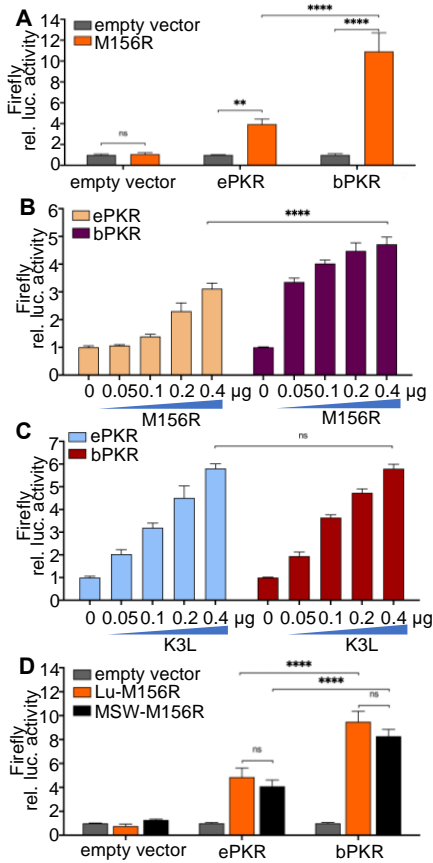 A
empty vector
M156R
Firefly
rel. luc. activity
14
12
10
8
6
4
2
0
ns
**
****
****
empty vector ePKR bPKR
B
ePKR
bPKR
Firefly
rel. luc. activity
6
5
4
3
2
1
0
****
0 0.05 0.1 0.2 0.4 0 0.05 0.1 0.2 0.4 µg
M156R M156R
C
ePKR
bPKR
Firefly
rel. luc. activity
7
6
5
4
3
2
1
0
ns
0 0.05 0.1 0.2 0.4 µg 0 0.05 0.1 0.2 0.4 µg
K3L K3L
D
empty vector
Lu-M156R
MSW-M156R
Firefly
rel. luc. activity
14
12
10
8
6
4
2
0
****
****
ns
ns
empty vector ePKR bPKR